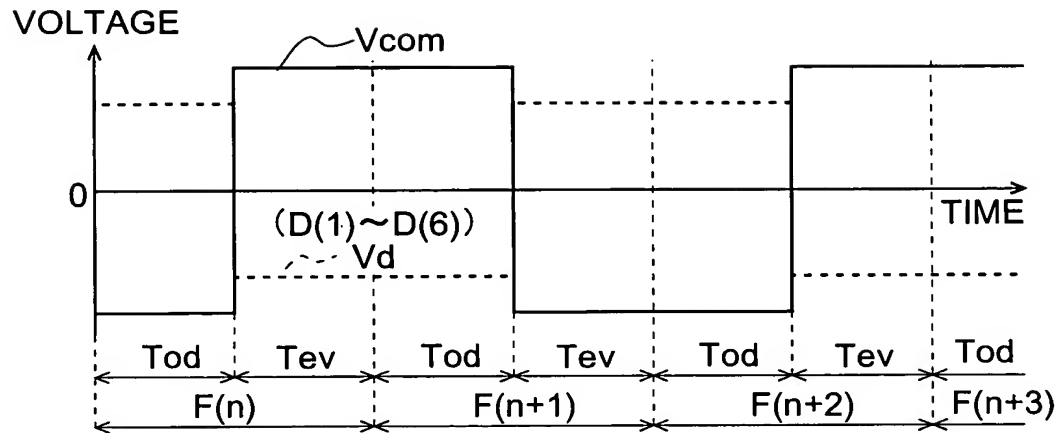 VOLTAGE
Vcom
0
TIME
(D(1)~D(6))
Vd
Tod Tev Tod Tev Tod Tev Tod
F(n) F(n+1) F(n+2) F(n+3)